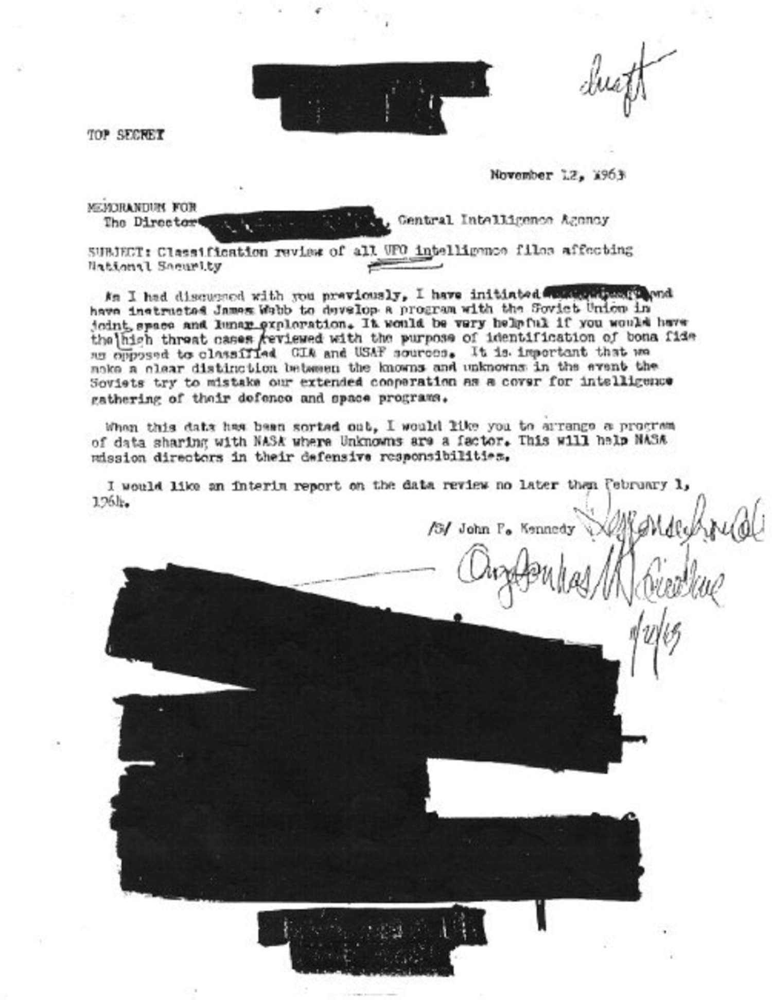 draft
TOP SECRET
November 12, 1963
MEMORANDUM FOR
The Director , Central Intelligence Agency
SUBJECT: Classification review of all UFO intelligence files affecting
National Security
As I had discussed with you previously, I have initiated and
have instructed James Webb to develop a program with the Soviet Union in
joint space and lunar exploration. It would be very helpful if you would have
the high threat cases reviewed with the purpose of identification of bona fide
as opposed to classified CIA and USAF sources. It is important that we
make a clear distinction between the knowns and unknowns in the event the
Soviets try to mistake our extended cooperation as a cover for intelligence
gathering of their defence and space programs.
When this data has been sorted out, I would like you to arrange a program
of data sharing with NASA where Unknowns are a factor. This will help NASA
mission directors in their defensive responsibilities.
I would like an interim report on the data review no later than February 1,
1964.
/S/ John F. Kennedy
has